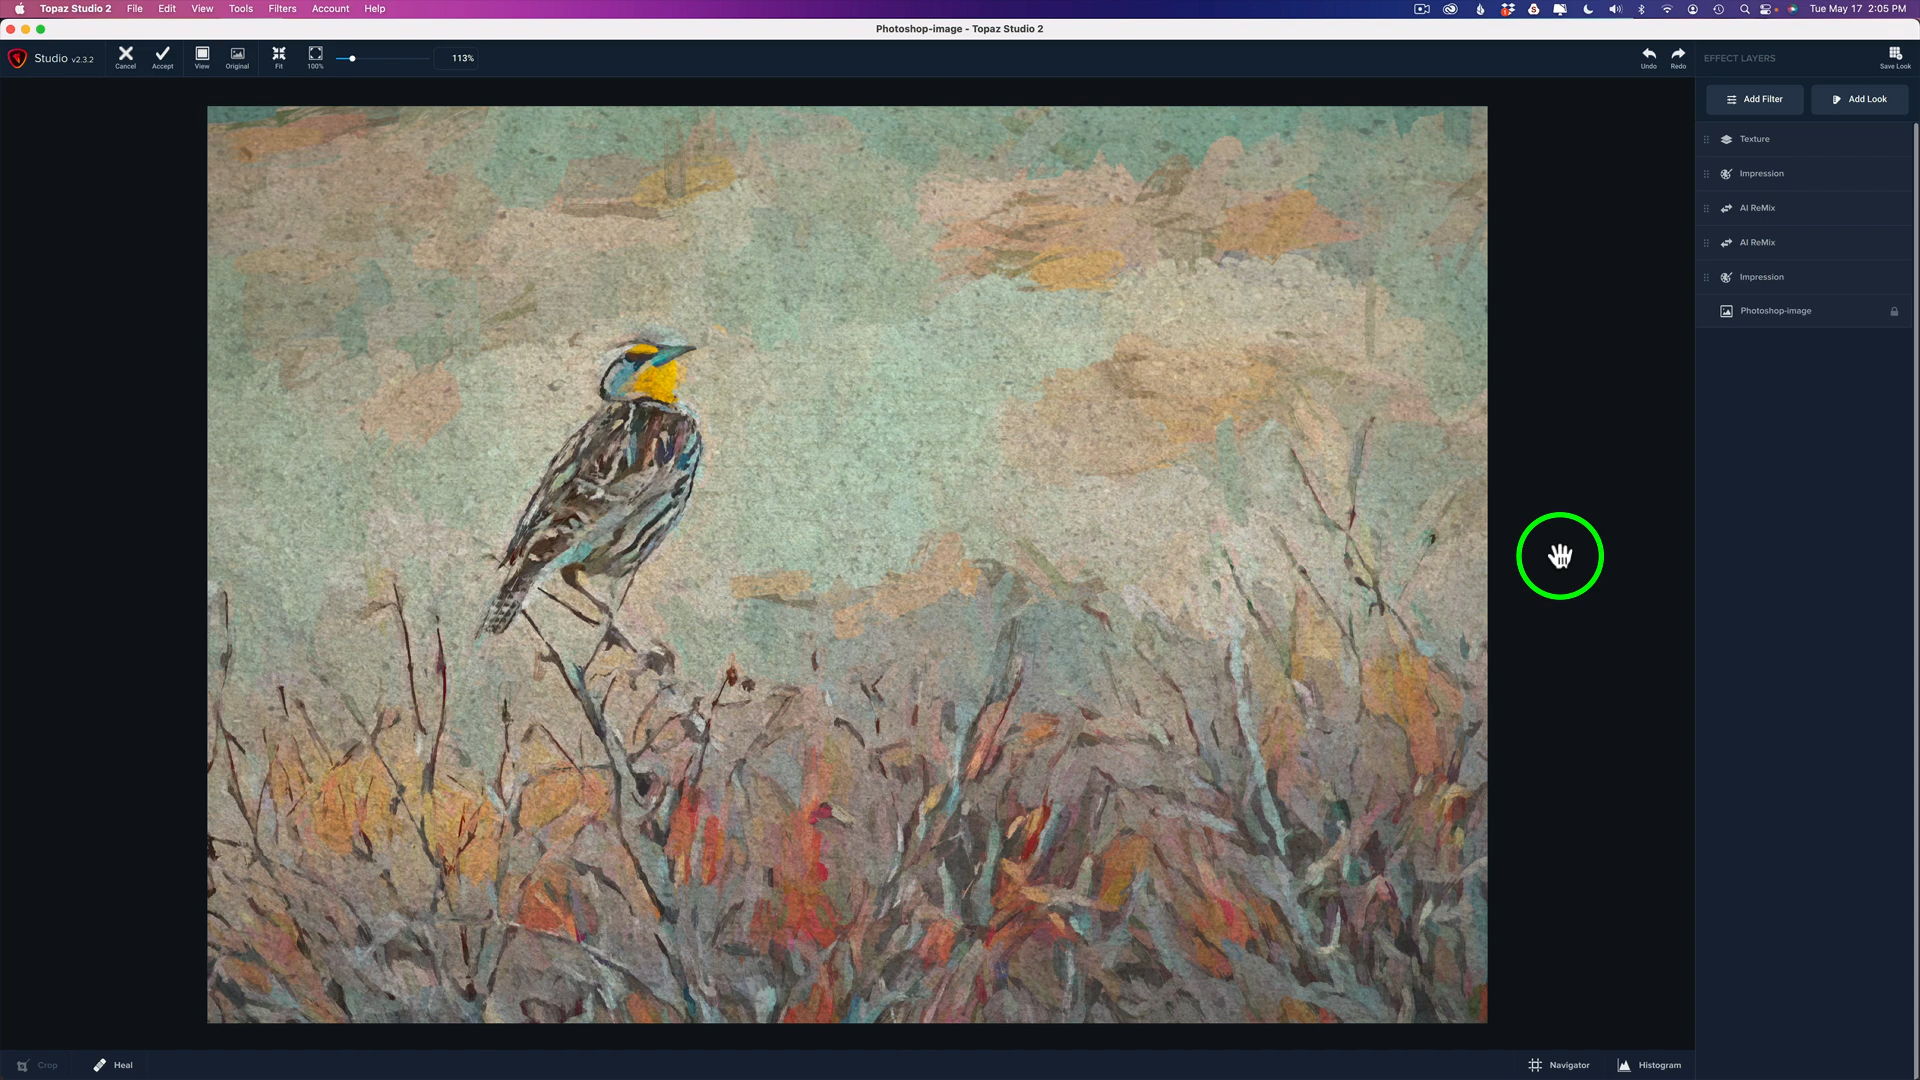 Topaz Studio 2 File Edit View Tools Filters Account Help Tue May 17 2:05 PM
Photoshop-image - Topaz Studio 2
Studio v2.3.2 Cancel Accept View Original Fit 100% 113% Undo Redo EFFECT LAYERS Save Look
Add Filter Add Look
Texture
Impression
AI ReMix
AI ReMix
Impression
Photoshop-image
Crop Heal Navigator Histogram